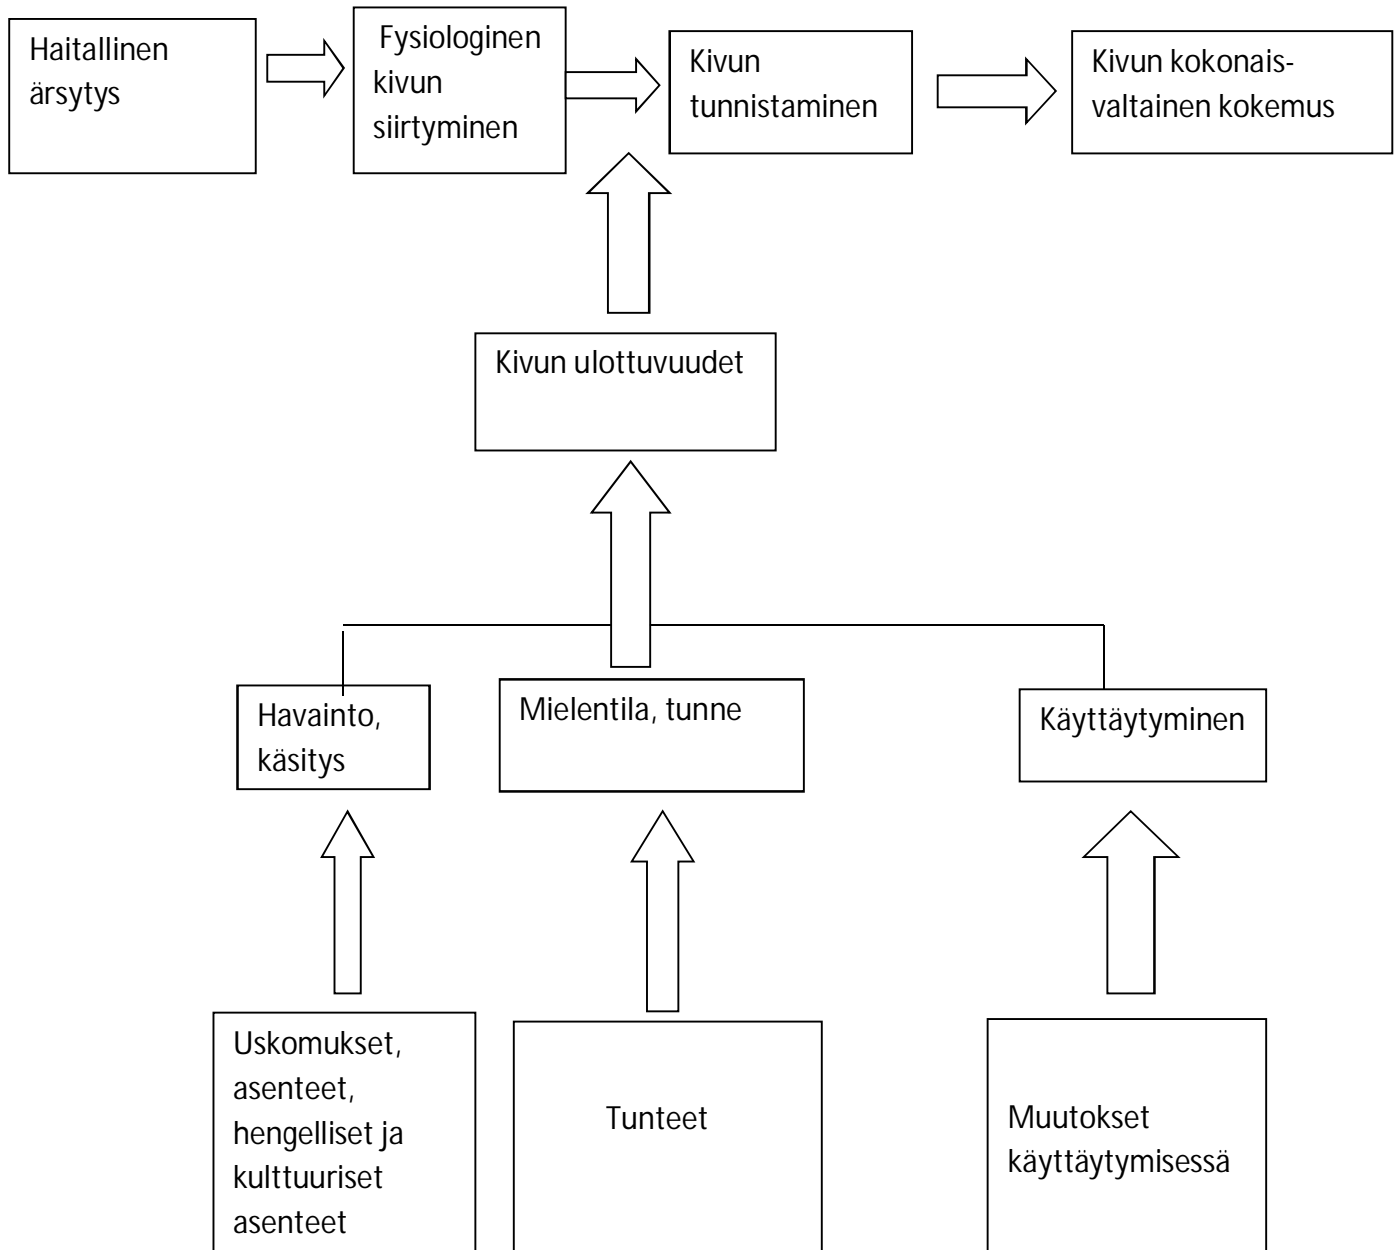 Haitallinen
ärsytys
Fysiologinen
kivun
siirtyminen
Kivun
tunnistaminen
Kivun kokonais-
valtainen kokemus
Kivun ulottuvuudet
Havainto,
käsitys
Mielentila, tunne
Käyttäytyminen
Uskomukset,
asenteet,
hengelliset ja
kulttuuriset
asenteet
Tunteet
Muutokset
käyttäytymisessä